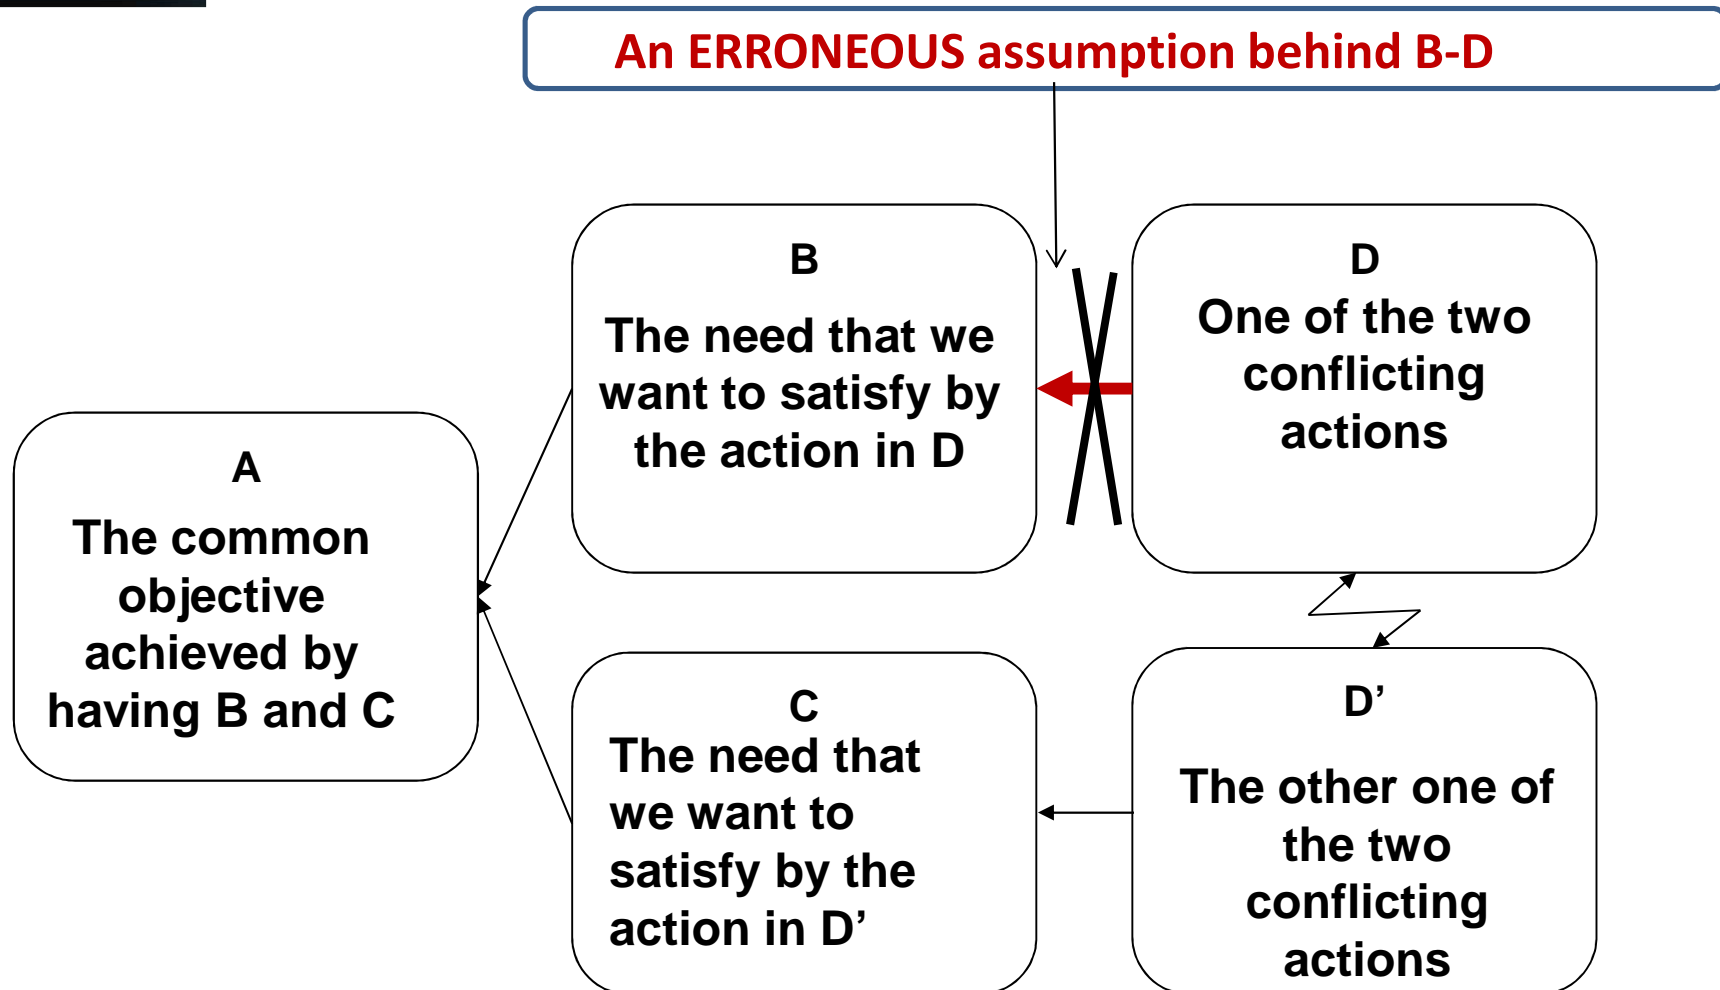 An ERRONEOUS assumption behind B-D
B
The need that we
want to satisfy by
the action in D
D
One of the two
conflicting
actions
A
The common
objective
achieved by
having B and C
C
The need that
we want to
satisfy by the
action in D’
D’
The other one of
the two
conflicting
actions